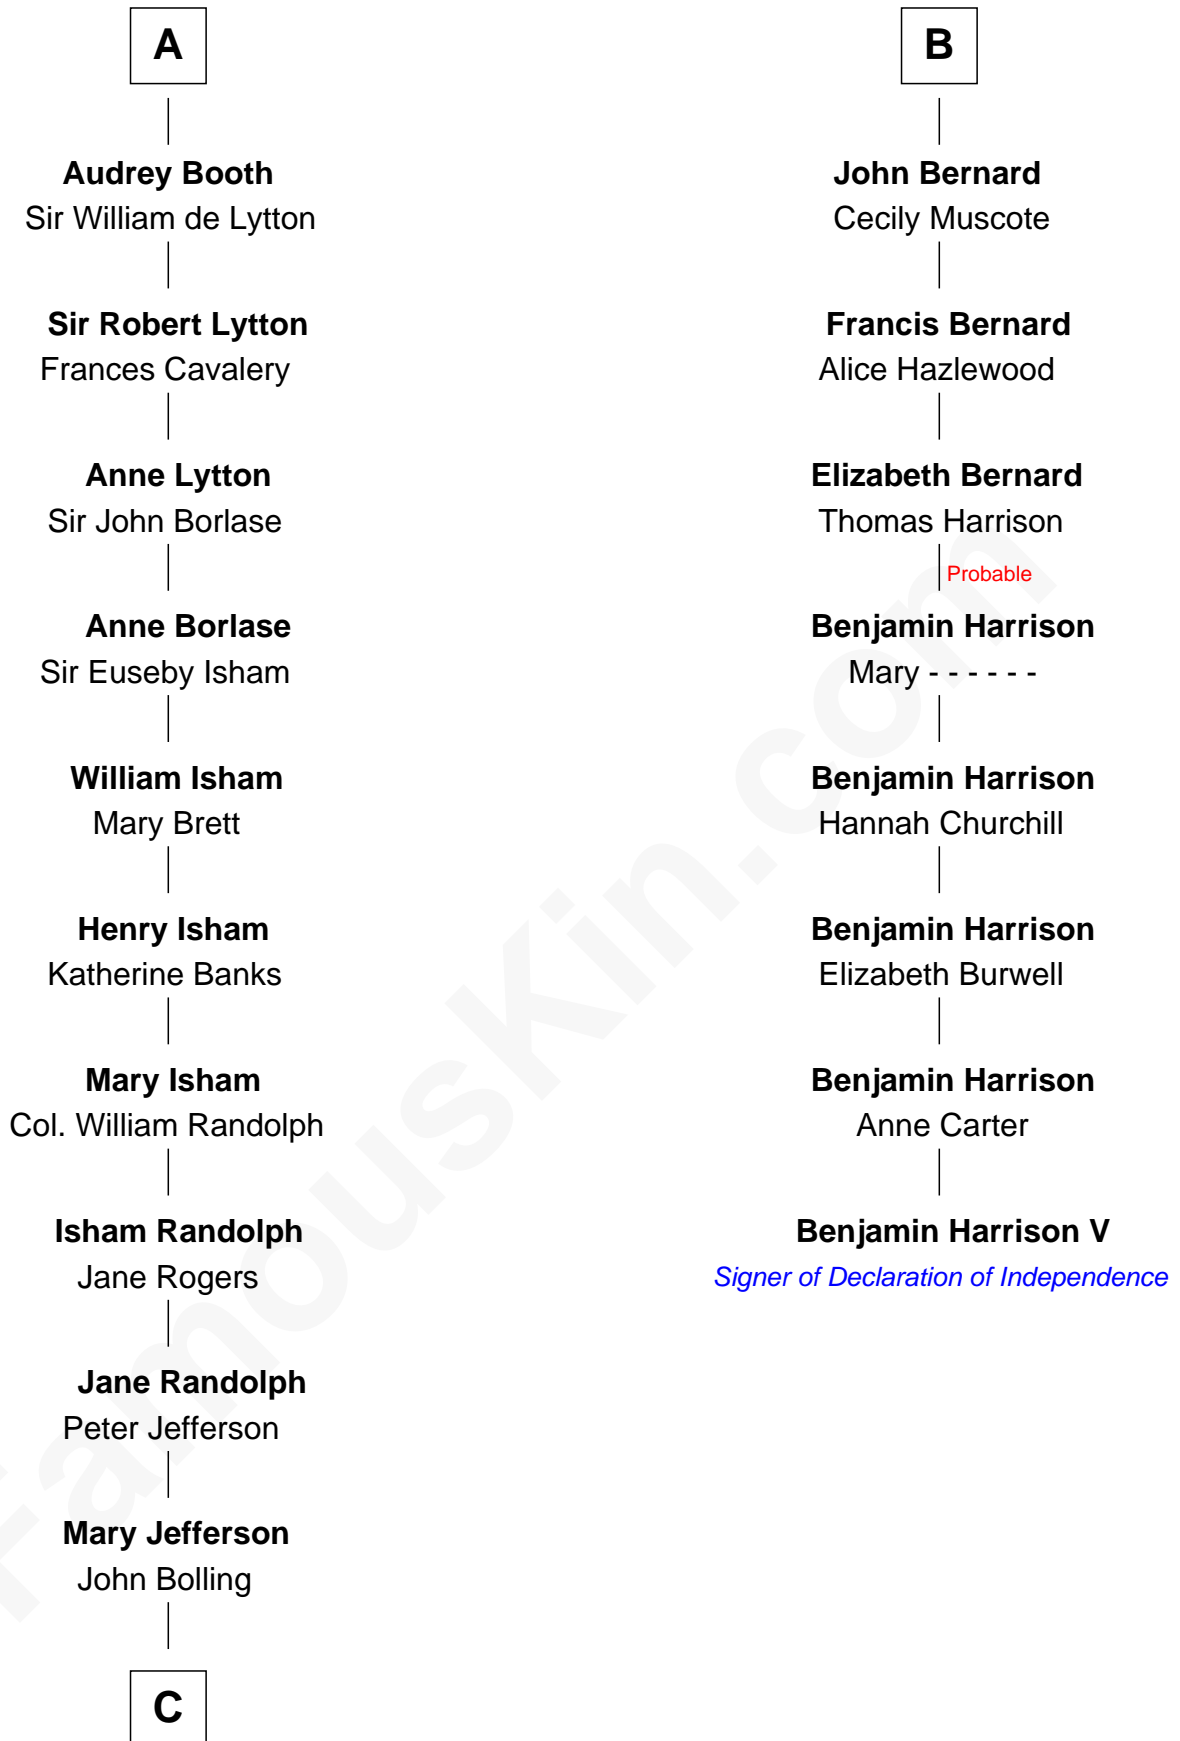 A
Audrey Booth
Sir William de Lytton
Sir Robert Lytton
Frances Cavalery
Anne Lytton
Sir John Borlase
Anne Borlase
Sir Euseby Isham
William Isham
Mary Brett
Henry Isham
Katherine Banks
Mary Isham
Col. William Randolph
Isham Randolph
Jane Rogers
Jane Randolph
Peter Jefferson
Mary Jefferson
John Bolling
C
B
John Bernard
Cecily Muscote
Francis Bernard
Alice Hazlewood
Elizabeth Bernard
Thomas Harrison
Probable
Benjamin Harrison
Mary - - - - - -
Benjamin Harrison
Hannah Churchill
Benjamin Harrison
Elizabeth Burwell
Benjamin Harrison
Anne Carter
Benjamin Harrison V
Signer of Declaration of Independence
FamousKin.com